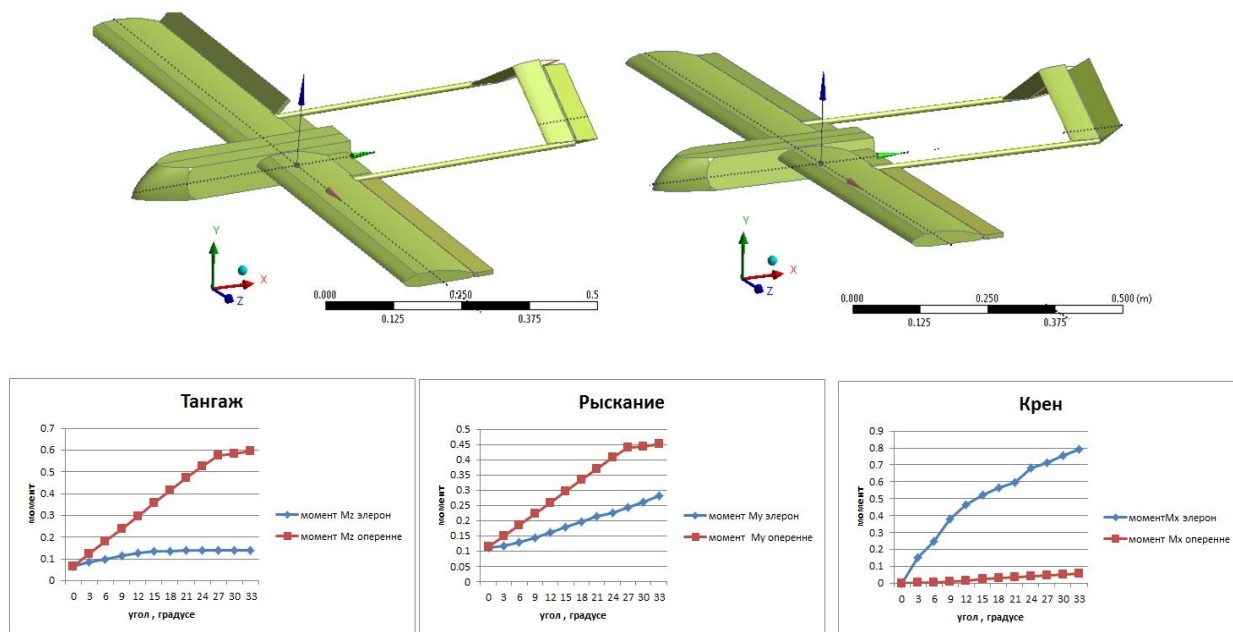 Y
X
Z
0.000
0.250
0.5
0.125
0.375
Y
X
Z
0.000
0.250
0.500 (m)
0.125
0.375
Тангаж
0.7
0.6
0.5
0.4
0.3
0.2
0.1
0
момент
0 3 6 9 12 15 18 21 24 27 30 33
угол , градусе
момент Mz элерон
момент Mz оперенне
Рыскание
0.5
0.45
0.4
0.35
0.3
0.25
0.2
0.15
0.1
0.05
0
момент
0 3 6 9 12 15 18 21 24 27 30 33
угол , градусе
момент My элерон
момент My оперенне
Крен
0.9
0.8
0.7
0.6
0.5
0.4
0.3
0.2
0.1
0
момент
0 3 6 9 12 15 18 21 24 27 30 33
угол , градусе
моментMx элерон
момент Mx оперенне